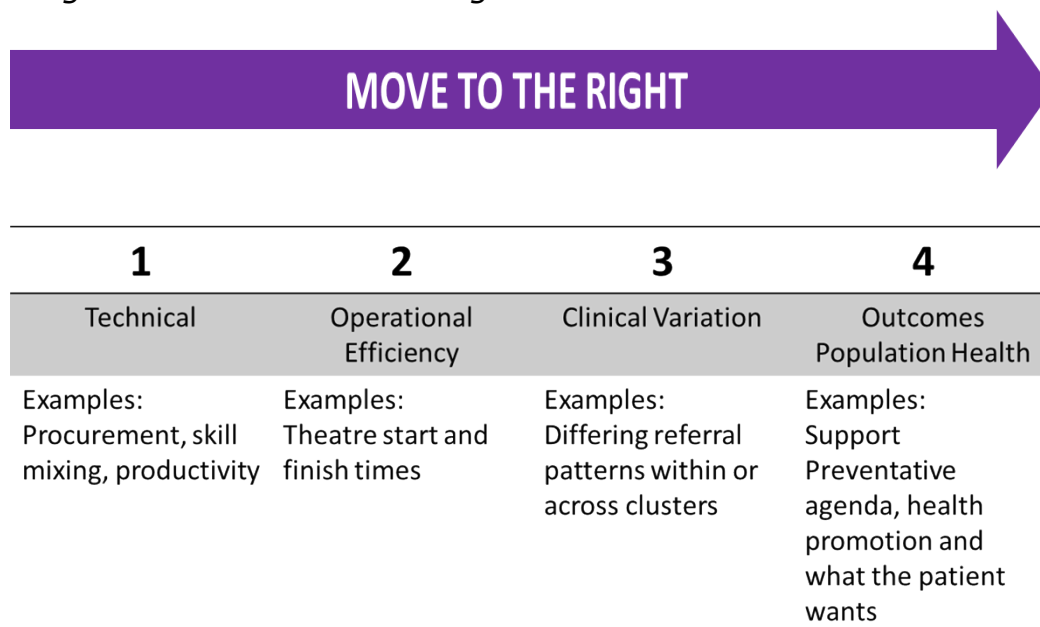 MOVE TO THE RIGHT
1
2
3
4
Technical
Operational
Efficiency
Clinical Variation
Outcomes
Population Health
Examples:
Procurement, skill
mixing, productivity
Examples:
Theatre start and
finish times
Examples:
Differing referral
patterns within or
across clusters
Examples:
Support
Preventative
agenda, health
promotion and
what the patient
wants